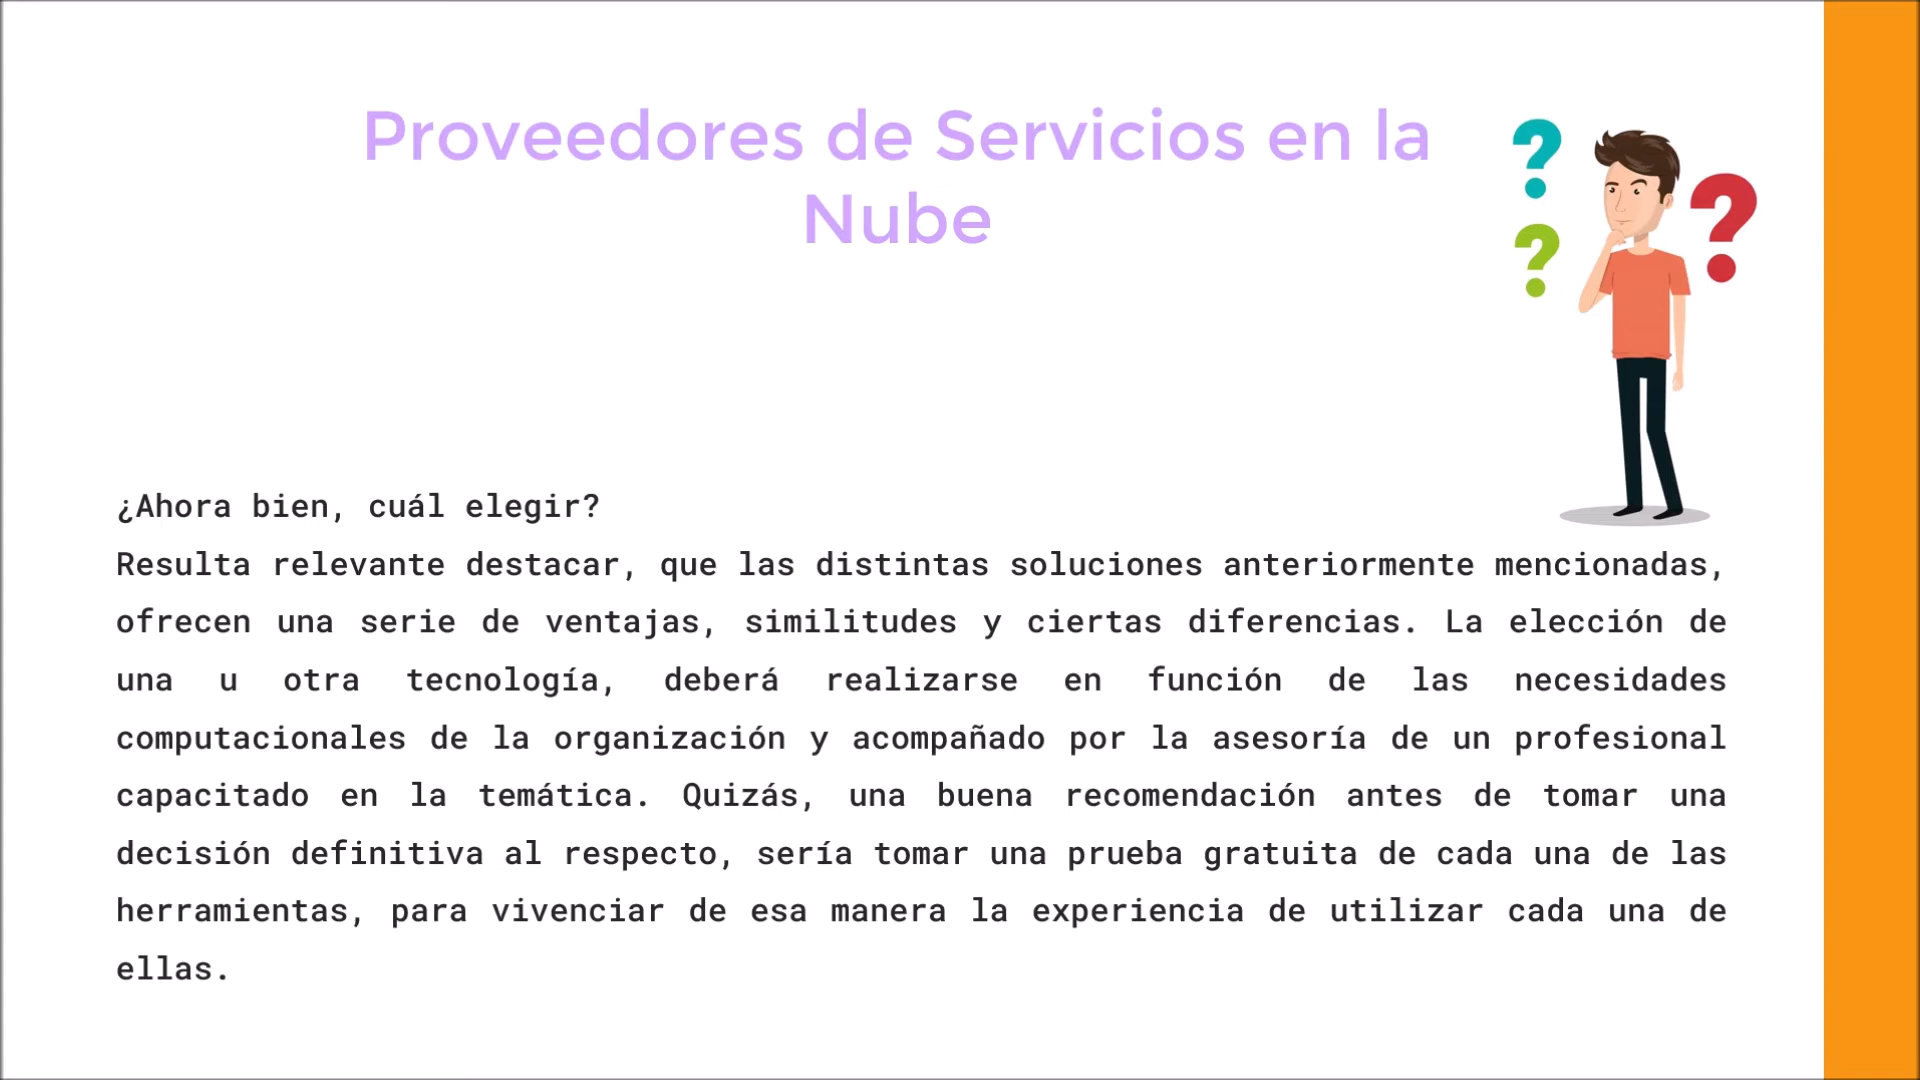 Proveedores de Servicios en la
Nube
¿Ahora bien, cuál elegir?
Resulta relevante destacar, que las distintas soluciones anteriormente mencionadas,
ofrecen una serie de ventajas, similitudes y ciertas diferencias. La elección de
una u otra tecnología, deberá realizarse en función de las necesidades
computacionales de la organización y acompañado por la asesoría de un profesional
capacitado en la temática. Quizás, una buena recomendación antes de tomar una
decisión definitiva al respecto, sería tomar una prueba gratuita de cada una de las
herramientas, para vivenciar de esa manera la experiencia de utilizar cada una de
ellas.